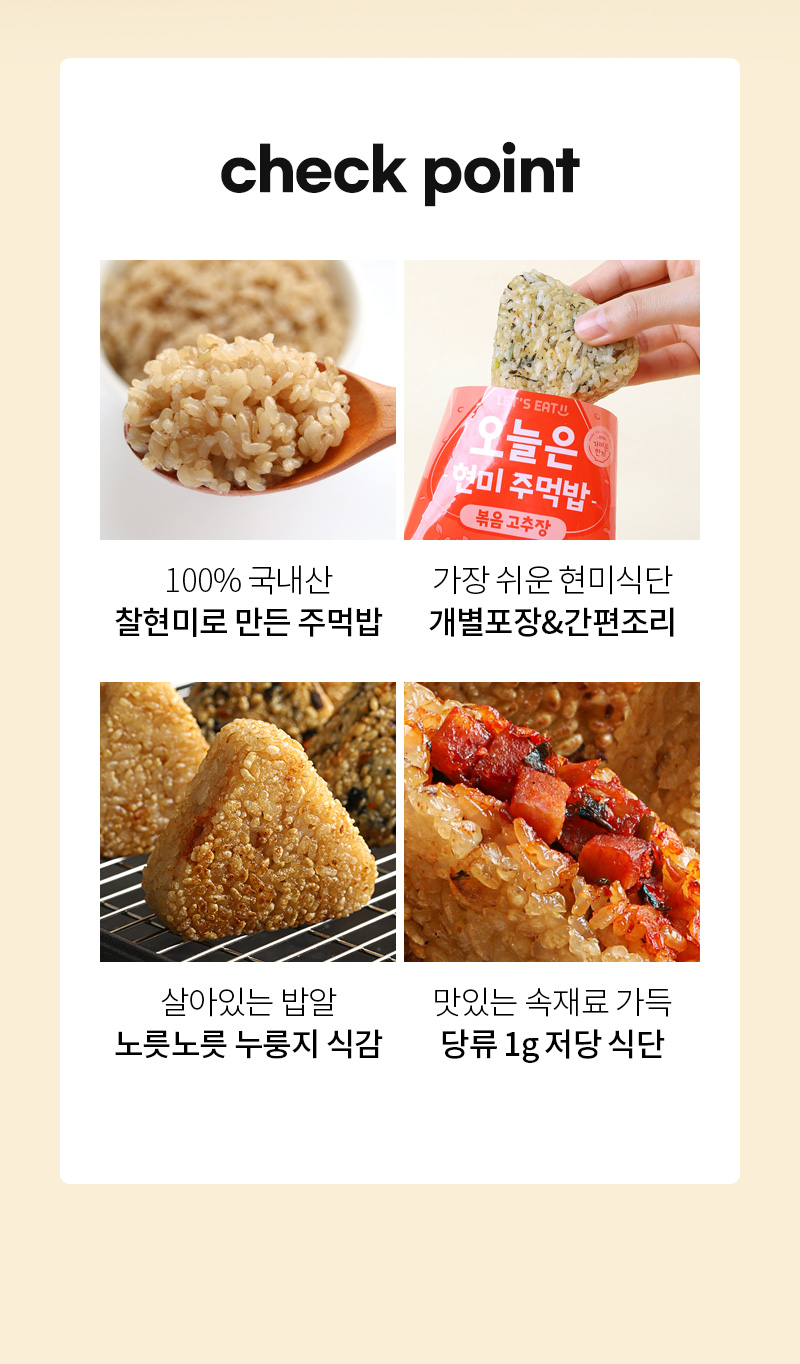 check point
LET'S EAT
오늘은
현미 주먹밥
볶음 고추장
100% 국내산
찰현미로 만든 주먹밥
가장 쉬운 현미식단
개별포장&간편조리
살아있는 밥알
노릇노릇 누룽지 식감
맛있는 속재료 가득
당류 1g 저당 식단